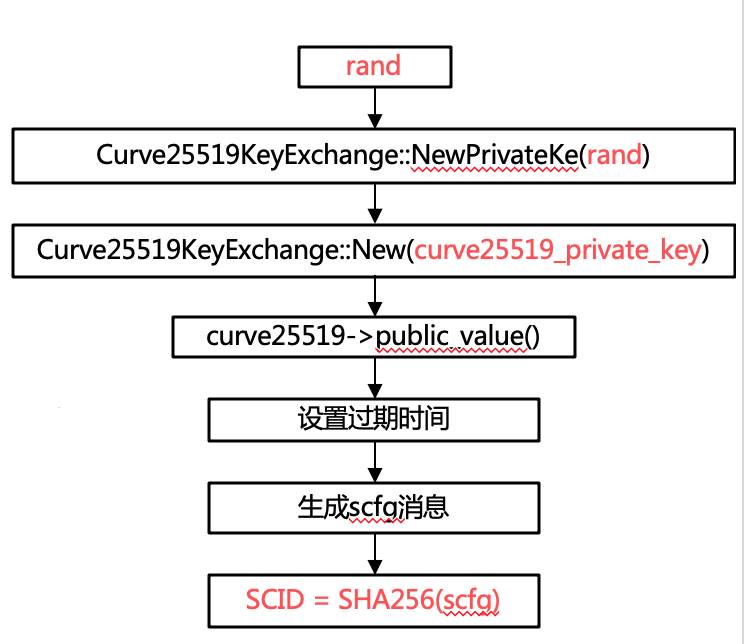 rand
Curve25519KeyExchange::NewPrivateKe(rand)
Curve25519KeyExchange::New(curve25519_private_key)
curve25519->public_value()
设置过期时间
生成scfg消息
SCID = SHA256(scfg)